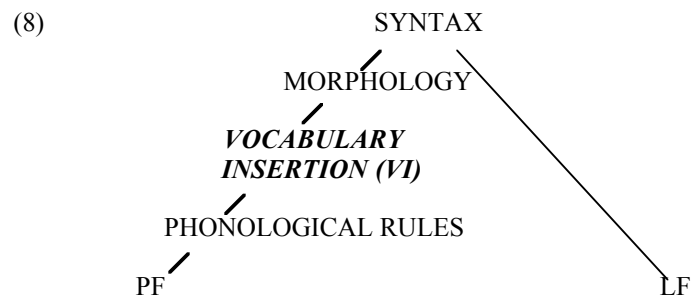 (8) SYNTAX
MORPHOLOGY
VOCABULARY
INSERTION (VI)
PHONOLOGICAL RULES
PF LF